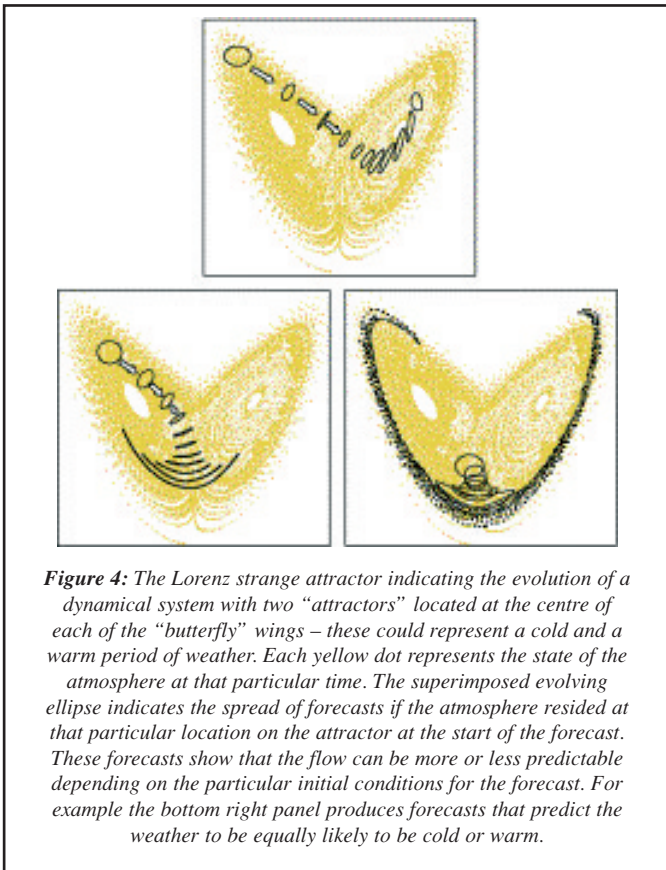 Figure 4: The Lorenz strange attractor indicating the evolution of a
dynamical system with two “attractors” located at the centre of
each of the “butterfly” wings – these could represent a cold and a
warm period of weather. Each yellow dot represents the state of the
atmosphere at that particular time. The superimposed evolving
ellipse indicates the spread of forecasts if the atmosphere resided at
that particular location on the attractor at the start of the forecast.
These forecasts show that the flow can be more or less predictable
depending on the particular initial conditions for the forecast. For
example the bottom right panel produces forecasts that predict the
weather to be equally likely to be cold or warm.